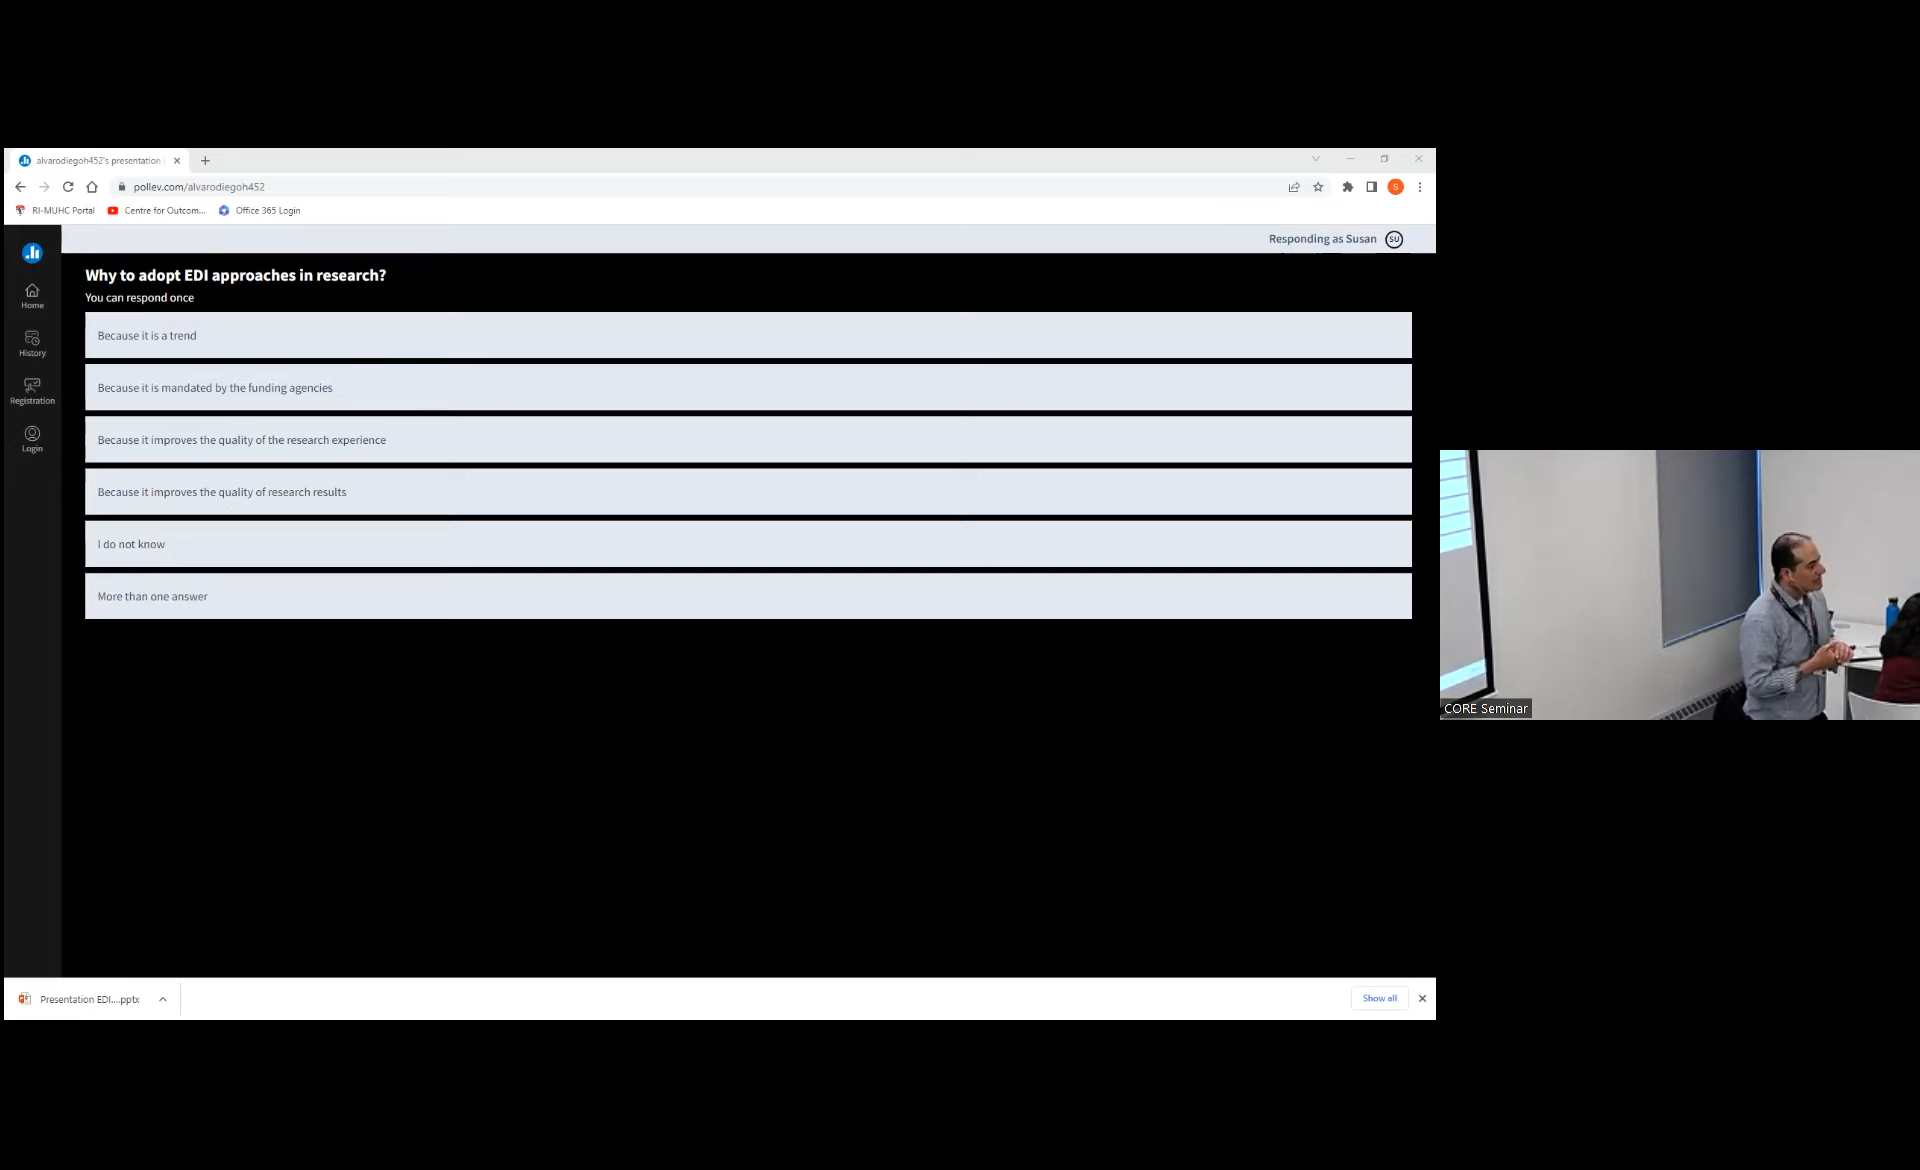 alvarodiegoh452's presentation
pollev.com/alvarodiegoh452
S
RI-MUHC Portal
Centre for Outcom...
Office 365 Login
Responding as Susan
SU
Home
History
Registration
Login
Why to adopt EDI approaches in research?
You can respond once
Because it is a trend
Because it is mandated by the funding agencies
Because it improves the quality of the research experience
Because it improves the quality of research results
I do not know
More than one answer
CORE Seminar
Presentation EDI....pptx
Show all